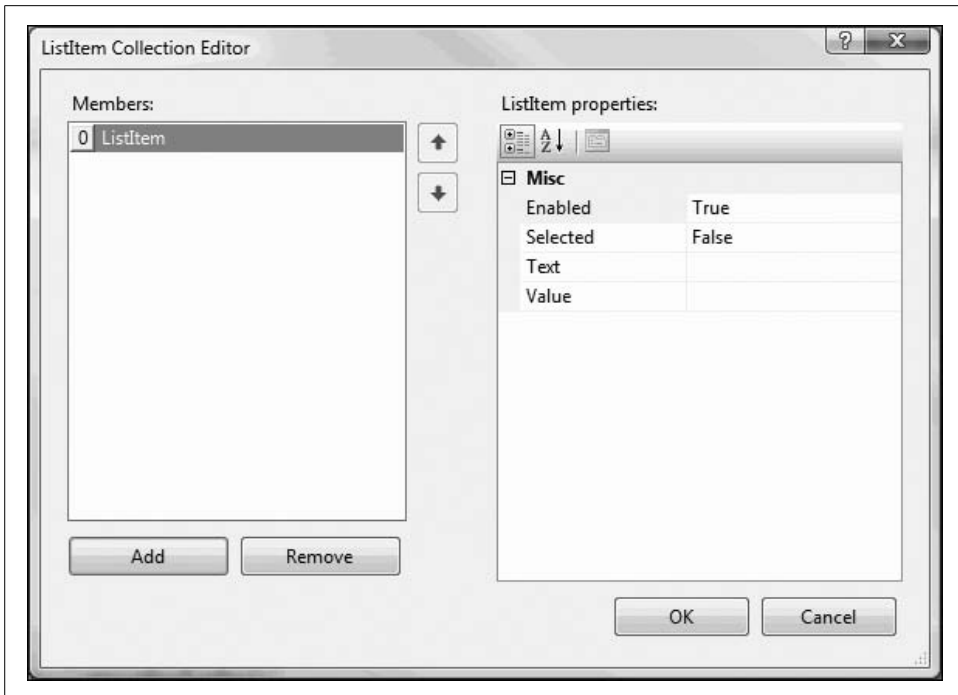 ListItem Collection Editor
?
X
Members:
0 ListItem
Add
Remove
ListItem properties:
A
Z
Misc
Enabled True
Selected False
Text
Value
OK
Cancel